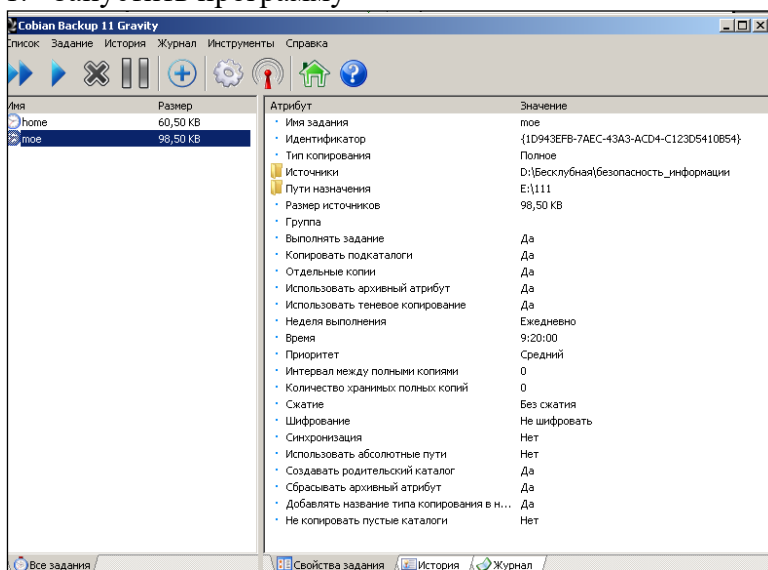 1. Запустить программу
Cobian Backup 11 Gravity
Список Задание История Журнал Инструменты Справка
Имя Размер
home 60,50 KB
moe 98,50 KB
Атрибут Значение
Имя задания moe
Идентификатор {1D943EFB-7AEC-43A3-ACD4-C123D5410B54}
Тип копирования Полное
Источники D:\Бесклубная\безопасность_информации
Пути назначения E:\111
Размер источников 98,50 KB
Группа
Выполнять задание Да
Копировать подкаталоги Да
Отдельные копии Да
Использовать архивный атрибут Да
Использовать теневое копирование Да
Неделя выполнения Ежедневно
Время 9:20:00
Приоритет Средний
Интервал между полными копиями 0
Количество хранимых полных копий 0
Сжатие Без сжатия
Шифрование Не шифровать
Синхронизация Нет
Использовать абсолютные пути Нет
Создавать родительский каталог Да
Сбрасывать архивный атрибут Да
Добавлять название типа копирования в н... Да
Не копировать пустые каталоги Нет
Все задания
Свойства задания История Журнал